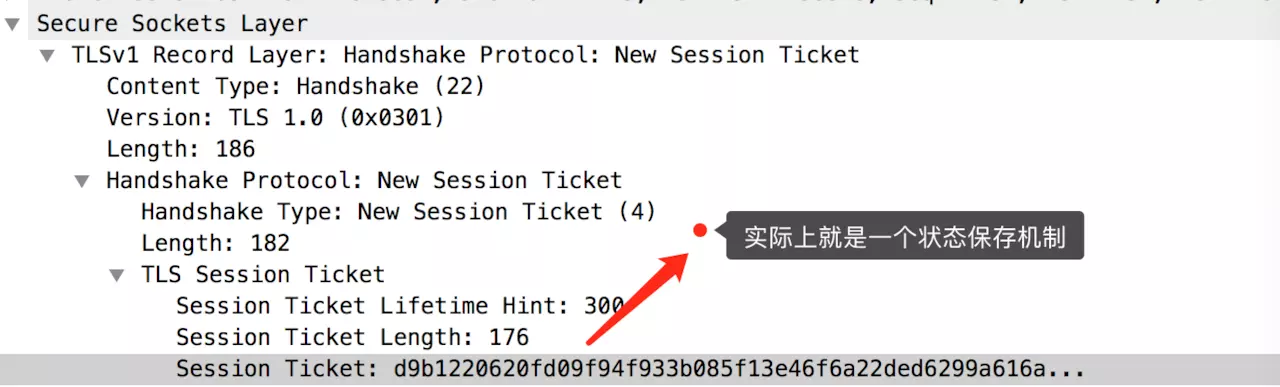 Secure Sockets Layer
TLSv1 Record Layer: Handshake Protocol: New Session Ticket
Content Type: Handshake (22)
Version: TLS 1.0 (0x0301)
Length: 186
Handshake Protocol: New Session Ticket
Handshake Type: New Session Ticket (4)
实际上就是一个状态保存机制
Length: 182
TLS Session Ticket
Session Ticket Lifetime Hint: 300
Session Ticket Length: 176
Session Ticket: d9b1220620fd09f94f933b085f13e46f6a22ded6299a616a...